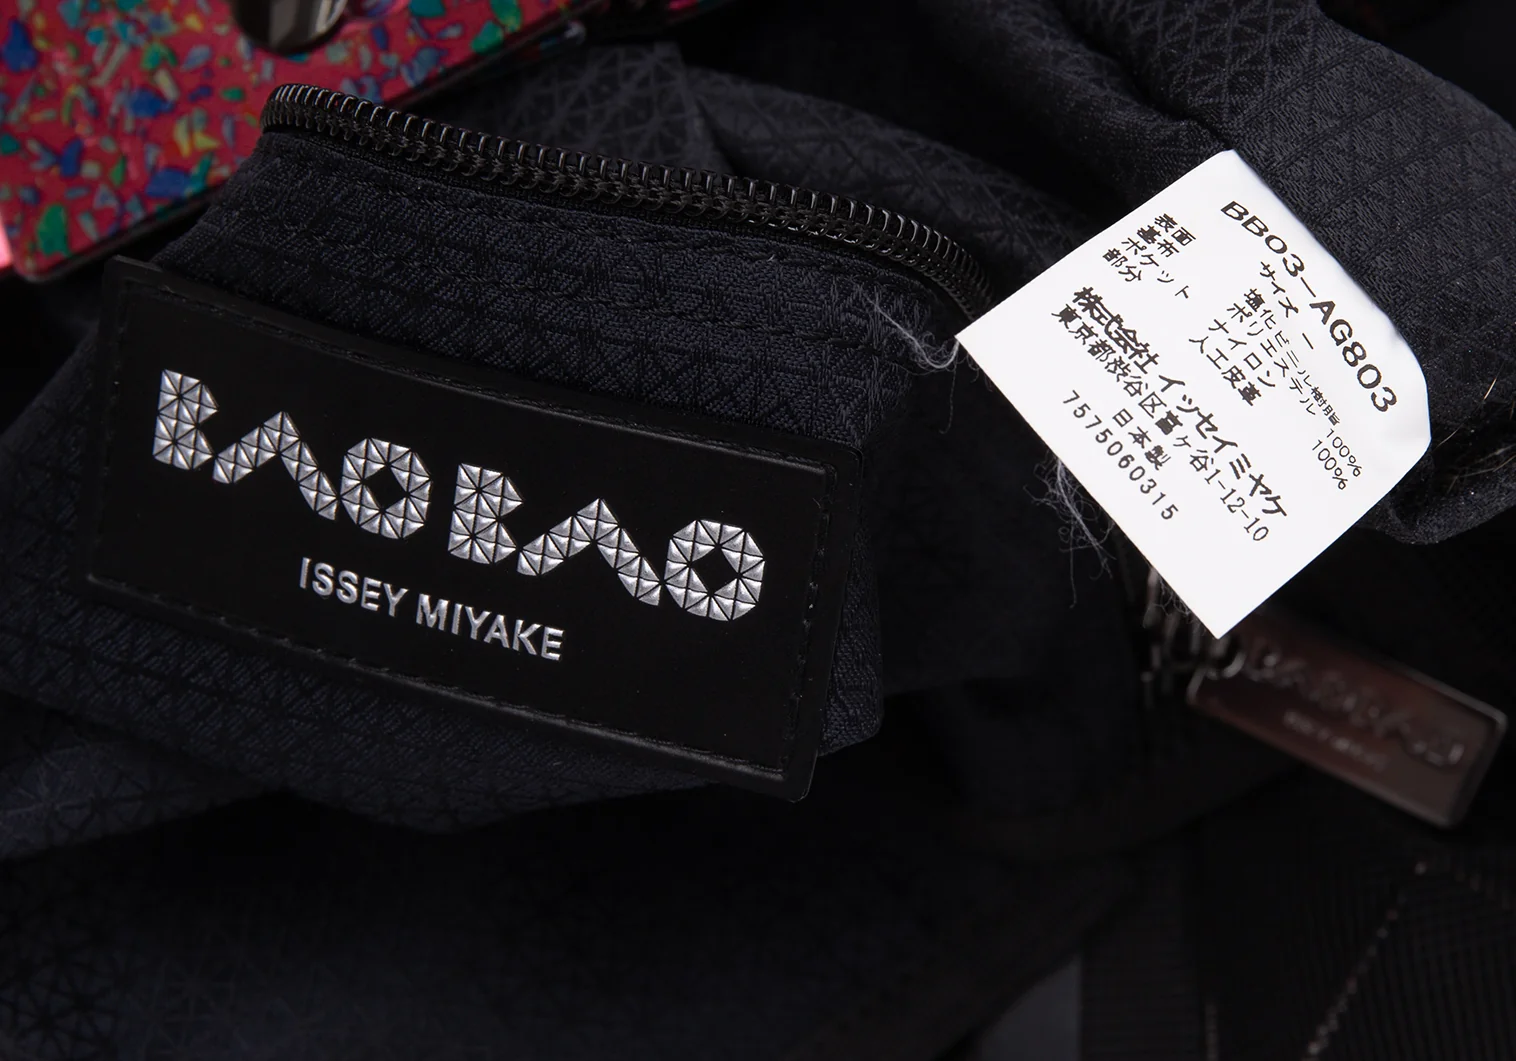 BAO BAO
ISSEY MIYAKE
BB03-AG803
サイズ ー
表面 塩化ビニル樹脂 100%
基布 ポリエステル 100%
ポケット ナイロン
部分 人工皮革
株式会社 イッセイミヤケ
東京都渋谷区富ヶ谷1-12-10
日本製
7575060315
BAO BAO